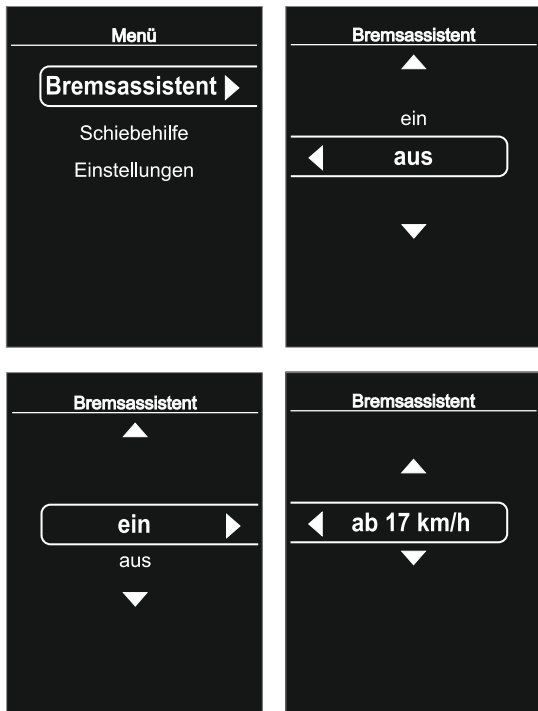 Menü
Bremsassistent
Schiebehilfe
Einstellungen
Bremsassistent
ein
aus
Bremsassistent
ein
aus
Bremsassistent
ab 17 km/h